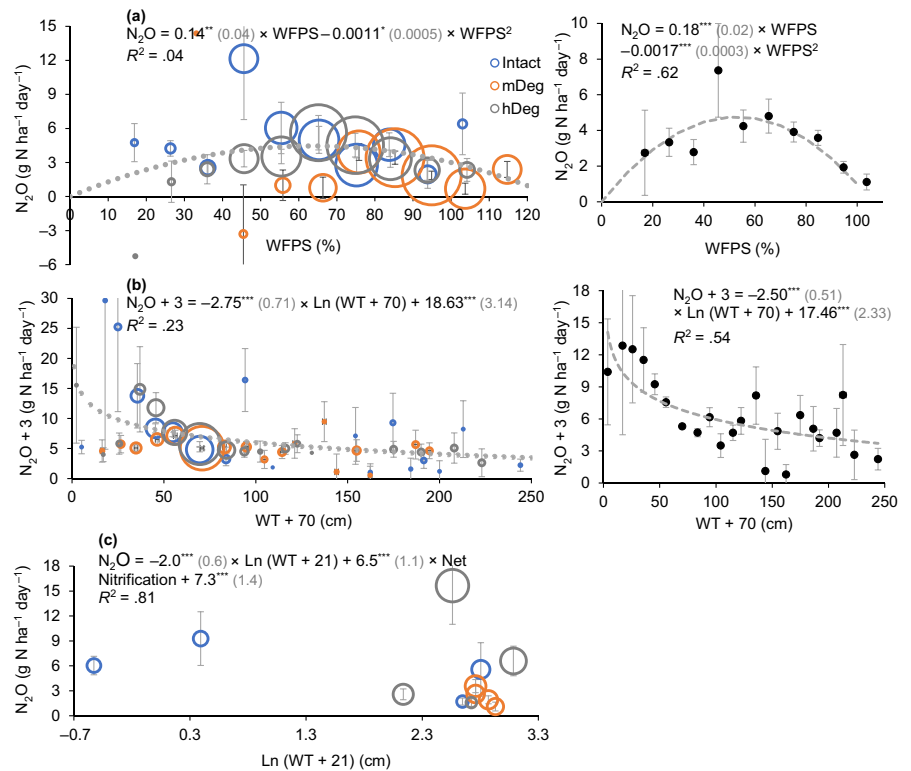 (a)
N₂O = 0.14** (0.04) × WFPS – 0.0011* (0.0005) × WFPS²
R² = .04
Intact
mDeg
hDeg
15
12
9
6
3
0
−3
−6
N₂O (g N ha⁻¹ day⁻¹)
0 10 20 30 40 50 60 70 80 90 100 110 120
WFPS (%)
N₂O = 0.18*** (0.02) × WFPS
−0.0017*** (0.0003) × WFPS²
R² = .62
10
8
6
4
2
0
N₂O (g N ha⁻¹ day⁻¹)
0 20 40 60 80 100
WFPS (%)
(b)
N₂O + 3 = −2.75*** (0.71) × Ln (WT + 70) + 18.63*** (3.14)
R² = .23
30
25
20
15
10
5
0
N₂O + 3 (g N ha⁻¹ day⁻¹)
0 50 100 150 200 250
WT + 70 (cm)
N₂O + 3 = −2.50*** (0.51)
× Ln (WT + 70) + 17.46*** (2.33)
R² = .54
18
15
12
9
6
3
0
N₂O + 3 (g N ha⁻¹ day⁻¹)
0 50 100 150 200 250
WT + 70 (cm)
(c)
N₂O = −2.0*** (0.6) × Ln (WT + 21) + 6.5*** (1.1) × Net
Nitrification + 7.3*** (1.4)
R² = .81
18
15
12
9
6
3
0
N₂O (g N ha⁻¹ day⁻¹)
−0.7 0.3 1.3 2.3 3.3
Ln (WT + 21) (cm)